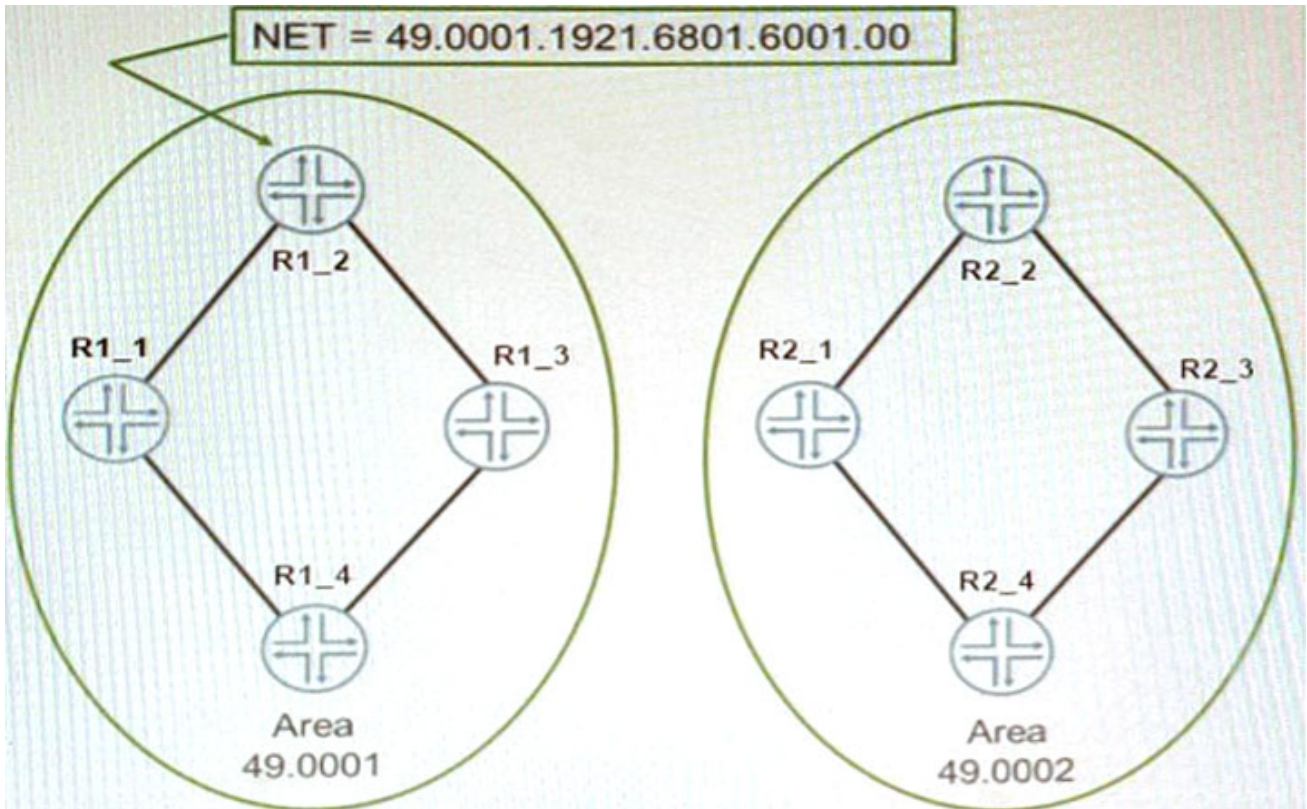 NET = 49.0001.1921.6801.6001.00
R1_2
R2_2
R1_1
R1_3
R2_1
R2_3
R1_4
R2_4
Area
49.0001
Area
49.0002